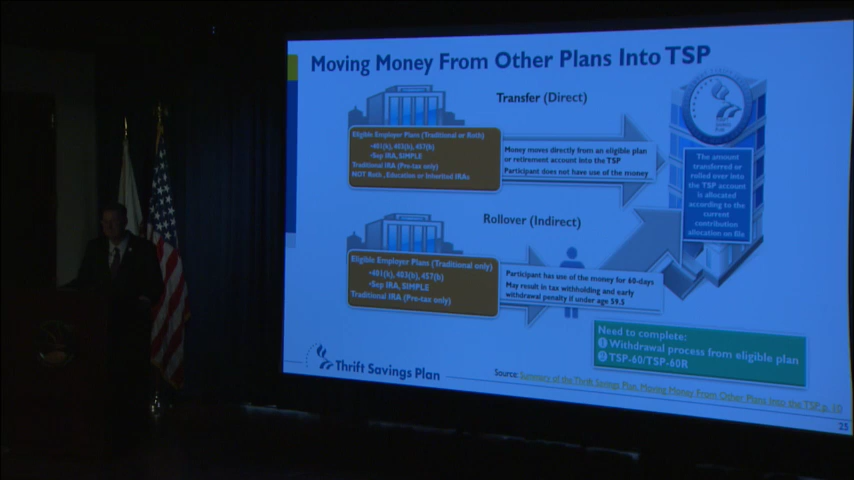 Moving Money From Other Plans Into TSP
Transfer (Direct)
Eligible Employer Plans (Traditional or Roth)
•401(k), 403(b), 457(b)
•Sep IRA, SIMPLE
Traditional IRA (Pre-tax only)
NOT Roth, Education or Inherited IRAs
Money moves directly from an eligible plan
or retirement account into the TSP
Participant does not have use of the money
The amount
transferred or
rolled over into
the TSP account
is allocated
according to the
current
contribution
allocation on file
Rollover (Indirect)
Eligible Employer Plans (Traditional only)
•401(k), 403(b), 457(b)
•Sep IRA, SIMPLE
Traditional IRA (Pre-tax only)
Participant has use of the money for 60-days
May result in tax withholding and early
withdrawal penalty if under age 59.5
Need to complete:
1 Withdrawal process from eligible plan
2 TSP-60/TSP-60R
Thrift Savings Plan
Source: Summary of the Thrift Savings Plan, Moving Money From Other Plans Into the TSP, p. 10
25